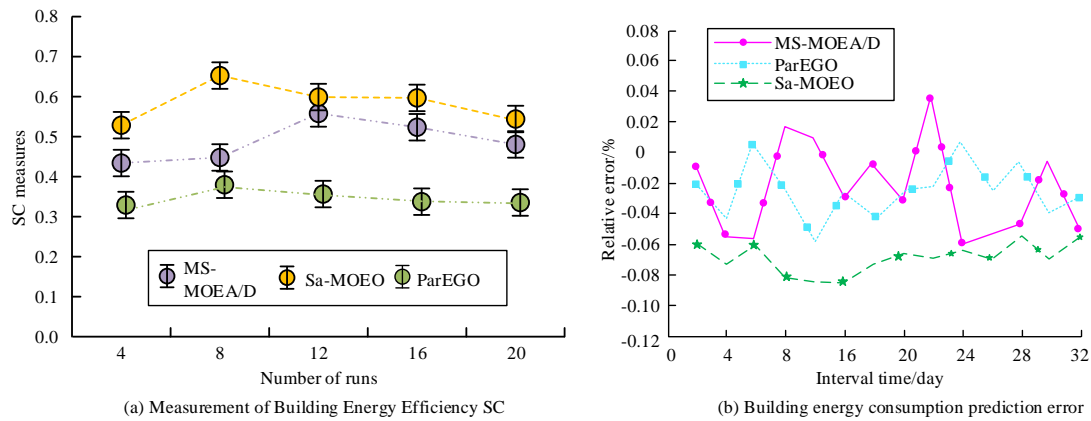 0.8
0.7
0.6
0.5
0.4
0.3
0.2
0.1
0.0
SC measures
MS-
MOEA/D
Sa-MOEO
ParEGO
4 8 12 16 20
Number of runs
(a) Measurement of Building Energy Efficiency SC
0.08
0.06
0.04
0.02
0
-0.02
-0.04
-0.06
-0.08
-0.12
Relative error/%
MS-MOEA/D
ParEGO
Sa-MOEO
0 4 8 16 20 24 28 32
Interval time/day
(b) Building energy consumption prediction error